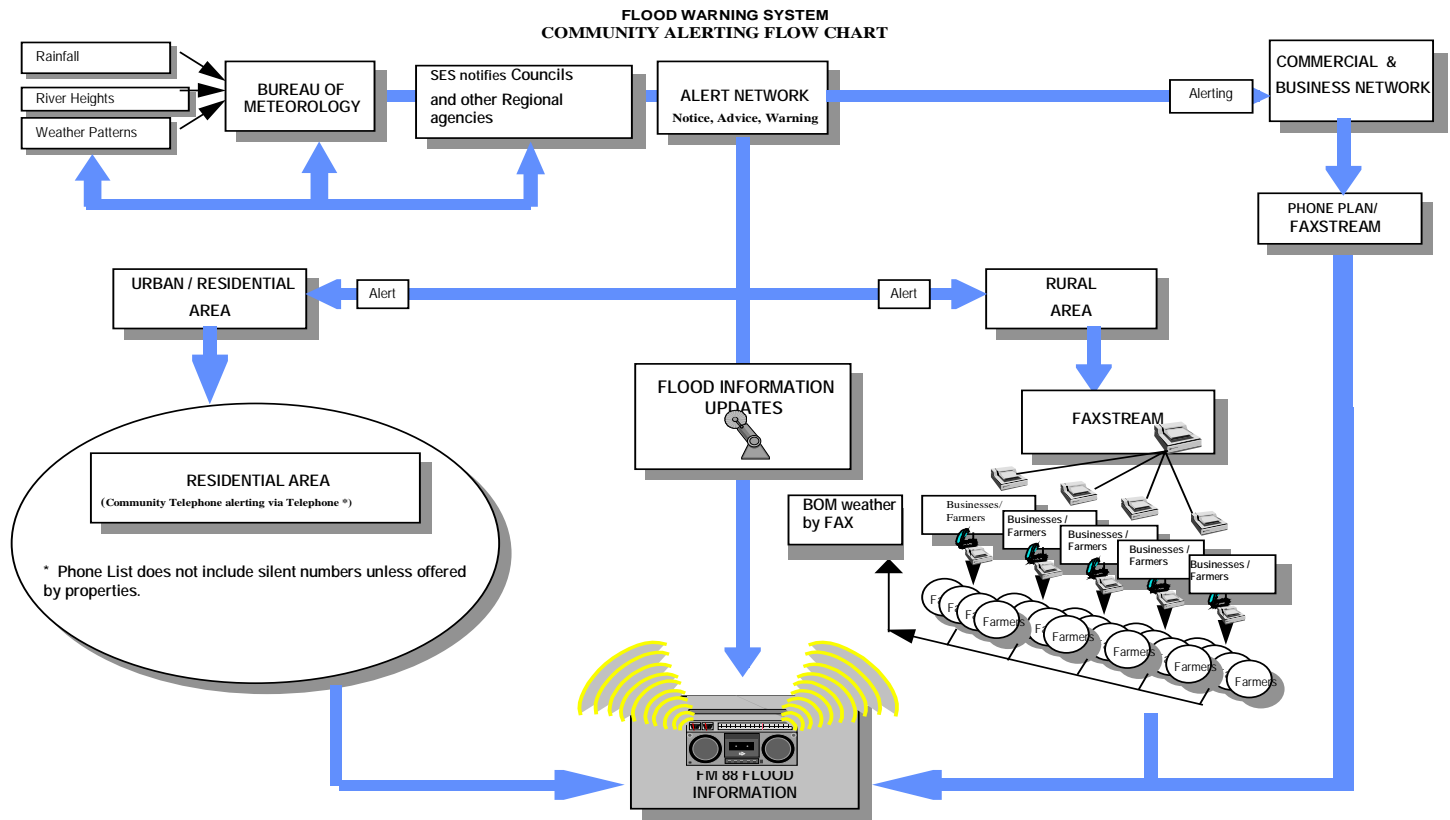 FLOOD WARNING SYSTEM
COMMUNITY ALERTING FLOW CHART
Rainfall
River Heights
Weather Patterns
BUREAU OF
METEOROLOGY
SES notifies Councils
and other Regional
agencies
ALERT NETWORK
Notice, Advice, Warning
Alerting
COMMERCIAL &
BUSINESS NETWORK
PHONE PLAN/
FAXSTREAM
URBAN / RESIDENTIAL
AREA
Alert
Alert
RURAL
AREA
FLOOD INFORMATION
UPDATES
FAXSTREAM
RESIDENTIAL AREA
(Community Telephone alerting via Telephone *)
* Phone List does not include silent numbers unless offered
by properties.
BOM weather
by FAX
Businesses/
Farmers
Businesses /
Farmers
Businesses /
Farmers
Businesses /
Farmers
Businesses /
Farmers
Farmers
Farmers
Farmers
Farmers
Farmers
FM 88 FLOOD
INFORMATION